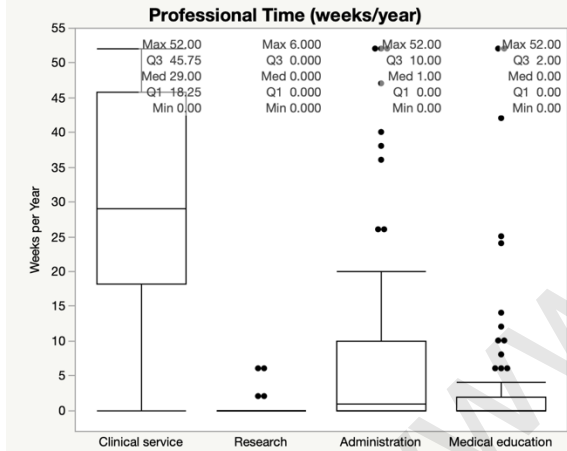 Professional Time (weeks/year)
Weeks per Year
55
50
45
40
35
30
25
20
15
10
5
0
Max 52.00
Q3 45.75
Med 29.00
Q1 18.25
Min 0.00
Max 6.000
Q3 0.000
Med 0.000
Q1 0.000
Min 0.000
Max 52.00
Q3 10.00
Med 1.00
Q1 0.00
Min 0.00
Max 52.00
Q3 2.00
Med 0.00
Q1 0.00
Min 0.00
Clinical service Research Administration Medical education